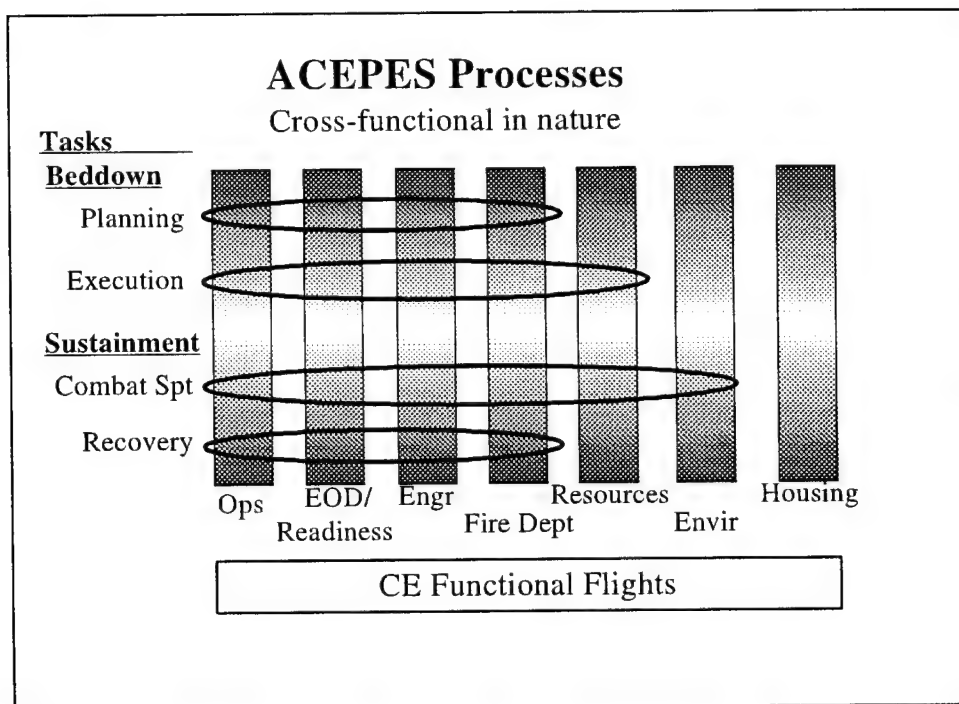 ACEPES Processes
Cross-functional in nature
Tasks
Beddown
Planning
Execution
Sustainment
Combat Spt
Recovery
Ops
EOD/
Readiness
Engr
Fire Dept
Resources
Envir
Housing
CE Functional Flights